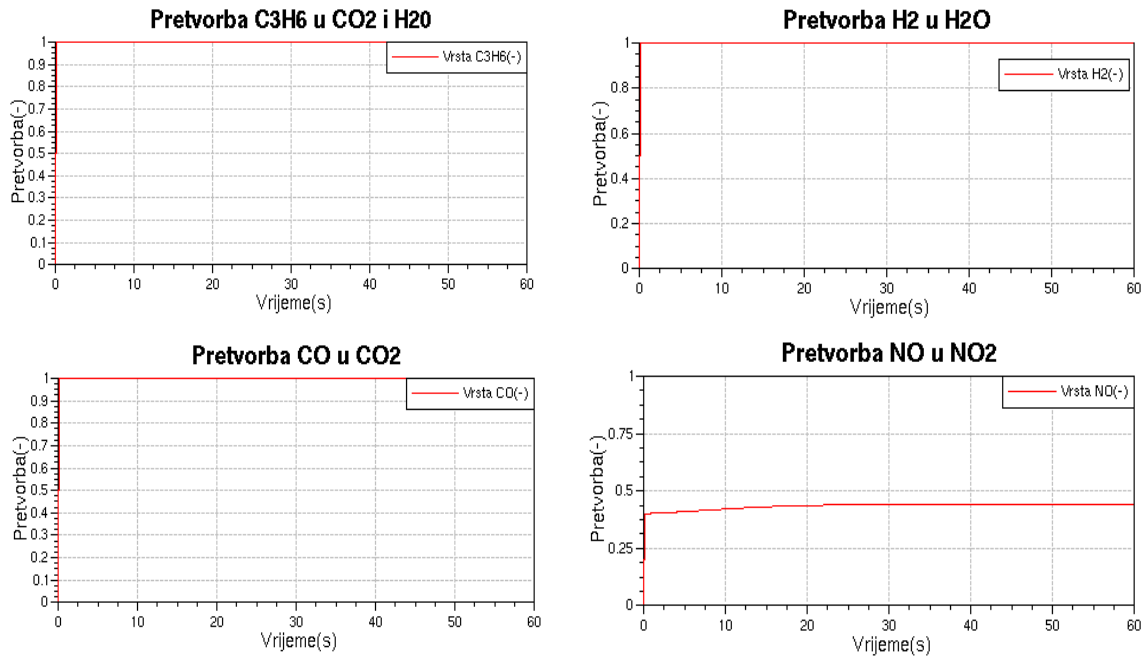 Pretvorba C3H6 u CO2 i H20
Vrsta C3H6(-)
Pretvorba(-)
1
0.9
0.8
0.7
0.6
0.5
0.4
0.3
0.2
0.1
0
0 10 20 30 40 50 60
Vrijeme(s)
Pretvorba H2 u H2O
Vrsta H2(-)
Pretvorba(-)
1
0.8
0.6
0.4
0.2
0
0 10 20 30 40 50 60
Vrijeme(s)
Pretvorba CO u CO2
Vrsta CO(-)
Pretvorba(-)
1
0.9
0.8
0.7
0.6
0.5
0.4
0.3
0.2
0.1
0
0 10 20 30 40 50 60
Vrijeme(s)
Pretvorba NO u NO2
Vrsta NO(-)
Pretvorba(-)
1
0.75
0.5
0.25
0
0 10 20 30 40 50 60
Vrijeme(s)